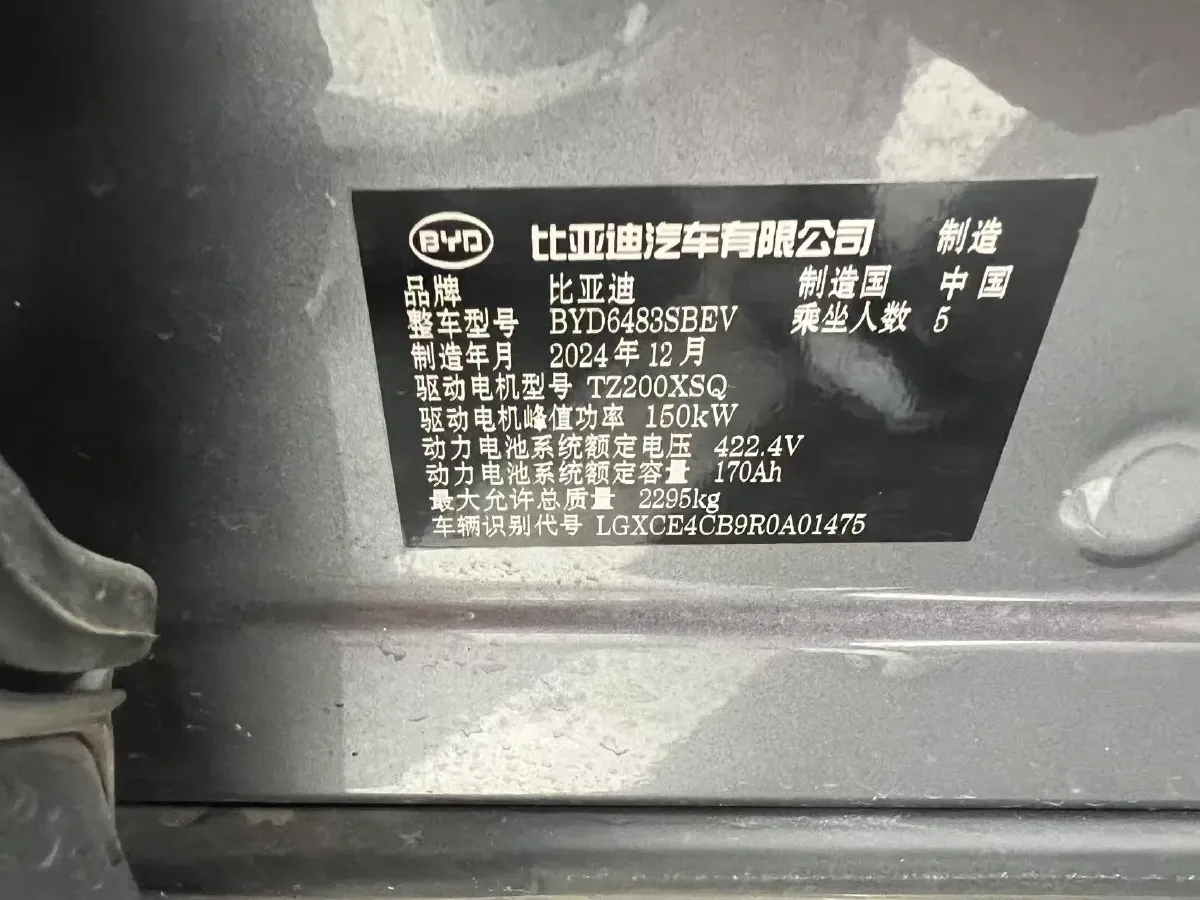 BYD 比亚迪汽车有限公司 制造
品牌 比亚迪 制造国 中国
整车型号 BYD6483SBEV 乘坐人数 5
制造年月 2024年12月
驱动电机型号 TZ200XSQ
驱动电机峰值功率 150kW
动力电池系统额定电压 422.4V
动力电池系统额定容量 170Ah
最大允许总质量 2295kg
车辆识别代号 LGXCE4CB9R0A01475